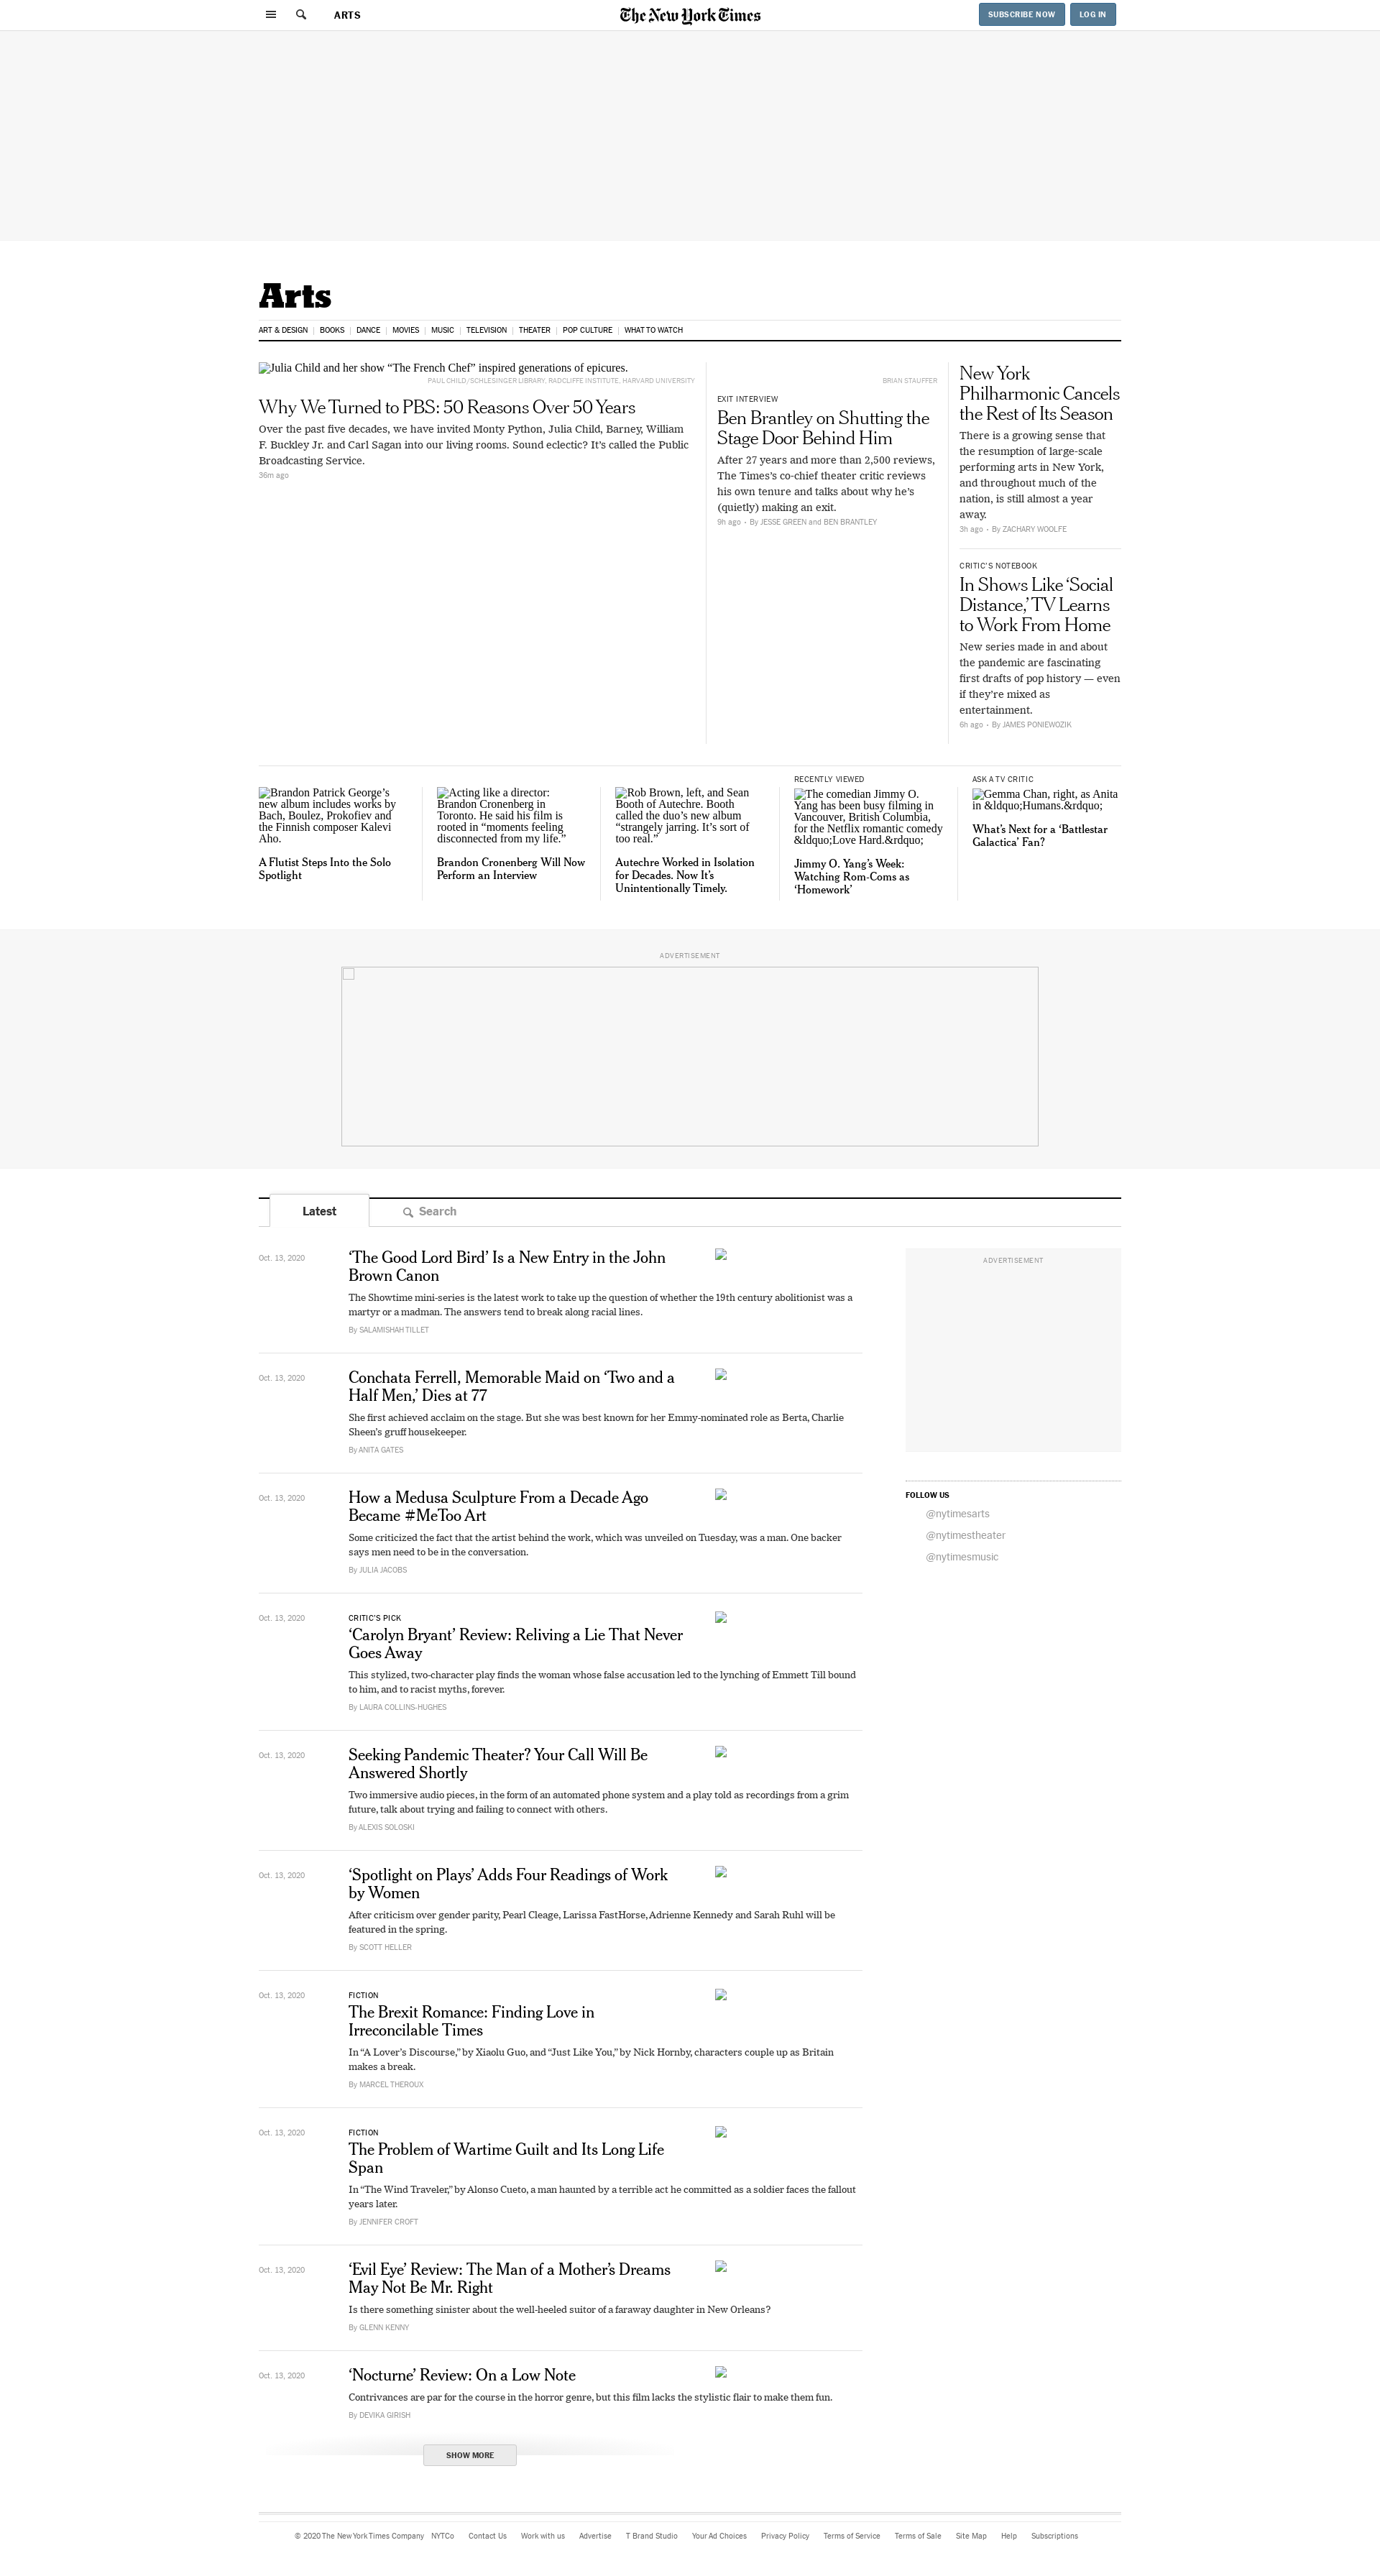 ARTS
The New York Times
SUBSCRIBE NOW
LOG IN
Arts
ART & DESIGN
BOOKS
DANCE
MOVIES
MUSIC
TELEVISION
THEATER
POP CULTURE
WHAT TO WATCH
Julia Child and her show “The French Chef” inspired generations of epicures.
PAUL CHILD/SCHLESINGER LIBRARY, RADCLIFFE INSTITUTE, HARVARD UNIVERSITY
Why We Turned to PBS: 50 Reasons Over 50 Years
Over the past five decades, we have invited Monty Python, Julia Child, Barney, William
F. Buckley Jr. and Carl Sagan into our living rooms. Sound eclectic? It’s called the Public
Broadcasting Service.
36m ago
BRIAN STAUFFER
EXIT INTERVIEW
Ben Brantley on Shutting the
Stage Door Behind Him
After 27 years and more than 2,500 reviews,
The Times’s co-chief theater critic reviews
his own tenure and talks about why he’s
(quietly) making an exit.
9h ago • By JESSE GREEN and BEN BRANTLEY
New York
Philharmonic Cancels
the Rest of Its Season
There is a growing sense that
the resumption of large-scale
performing arts in New York,
and throughout much of the
nation, is still almost a year
away.
3h ago • By ZACHARY WOOLFE
CRITIC’S NOTEBOOK
In Shows Like ‘Social
Distance,’ TV Learns
to Work From Home
New series made in and about
the pandemic are fascinating
first drafts of pop history — even
if they’re mixed as
entertainment.
6h ago • By JAMES PONIEWOZIK
Brandon Patrick George’s
new album includes works by
Bach, Boulez, Prokofiev and
the Finnish composer Kalevi
Aho.
A Flutist Steps Into the Solo
Spotlight
Acting like a director:
Brandon Cronenberg in
Toronto. He said his film is
rooted in “moments feeling
disconnected from my life.”
Brandon Cronenberg Will Now
Perform an Interview
Rob Brown, left, and Sean
Booth of Autechre. Booth
called the duo’s new album
“strangely jarring. It’s sort of
too real.”
Autechre Worked in Isolation
for Decades. Now It’s
Unintentionally Timely.
RECENTLY VIEWED
The comedian Jimmy O.
Yang has been busy filming in
Vancouver, British Columbia,
for the Netflix romantic comedy
&ldquo;Love Hard.&rdquo;
Jimmy O. Yang’s Week:
Watching Rom-Coms as
‘Homework’
ASK A TV CRITIC
Gemma Chan, right, as Anita
in &ldquo;Humans.&rdquo;
What’s Next for a ‘Battlestar
Galactica’ Fan?
ADVERTISEMENT
Latest
Search
Oct. 13, 2020
‘The Good Lord Bird’ Is a New Entry in the John
Brown Canon
The Showtime mini-series is the latest work to take up the question of whether the 19th century abolitionist was a
martyr or a madman. The answers tend to break along racial lines.
By SALAMISHAH TILLET
ADVERTISEMENT
Oct. 13, 2020
Conchata Ferrell, Memorable Maid on ‘Two and a
Half Men,’ Dies at 77
She first achieved acclaim on the stage. But she was best known for her Emmy-nominated role as Berta, Charlie
Sheen’s gruff housekeeper.
By ANITA GATES
FOLLOW US
@nytimesarts
@nytimestheater
@nytimesmusic
Oct. 13, 2020
How a Medusa Sculpture From a Decade Ago
Became #MeToo Art
Some criticized the fact that the artist behind the work, which was unveiled on Tuesday, was a man. One backer
says men need to be in the conversation.
By JULIA JACOBS
Oct. 13, 2020
CRITIC’S PICK
‘Carolyn Bryant’ Review: Reliving a Lie That Never
Goes Away
This stylized, two-character play finds the woman whose false accusation led to the lynching of Emmett Till bound
to him, and to racist myths, forever.
By LAURA COLLINS-HUGHES
Oct. 13, 2020
Seeking Pandemic Theater? Your Call Will Be
Answered Shortly
Two immersive audio pieces, in the form of an automated phone system and a play told as recordings from a grim
future, talk about trying and failing to connect with others.
By ALEXIS SOLOSKI
Oct. 13, 2020
‘Spotlight on Plays’ Adds Four Readings of Work
by Women
After criticism over gender parity, Pearl Cleage, Larissa FastHorse, Adrienne Kennedy and Sarah Ruhl will be
featured in the spring.
By SCOTT HELLER
Oct. 13, 2020
FICTION
The Brexit Romance: Finding Love in
Irreconcilable Times
In “A Lover’s Discourse,” by Xiaolu Guo, and “Just Like You,” by Nick Hornby, characters couple up as Britain
makes a break.
By MARCEL THEROUX
Oct. 13, 2020
FICTION
The Problem of Wartime Guilt and Its Long Life
Span
In “The Wind Traveler,” by Alonso Cueto, a man haunted by a terrible act he committed as a soldier faces the fallout
years later.
By JENNIFER CROFT
Oct. 13, 2020
‘Evil Eye’ Review: The Man of a Mother’s Dreams
May Not Be Mr. Right
Is there something sinister about the well-heeled suitor of a faraway daughter in New Orleans?
By GLENN KENNY
Oct. 13, 2020
‘Nocturne’ Review: On a Low Note
Contrivances are par for the course in the horror genre, but this film lacks the stylistic flair to make them fun.
By DEVIKA GIRISH
SHOW MORE
© 2020 The New York Times Company
NYTCo
Contact Us
Work with us
Advertise
T Brand Studio
Your Ad Choices
Privacy Policy
Terms of Service
Terms of Sale
Site Map
Help
Subscriptions